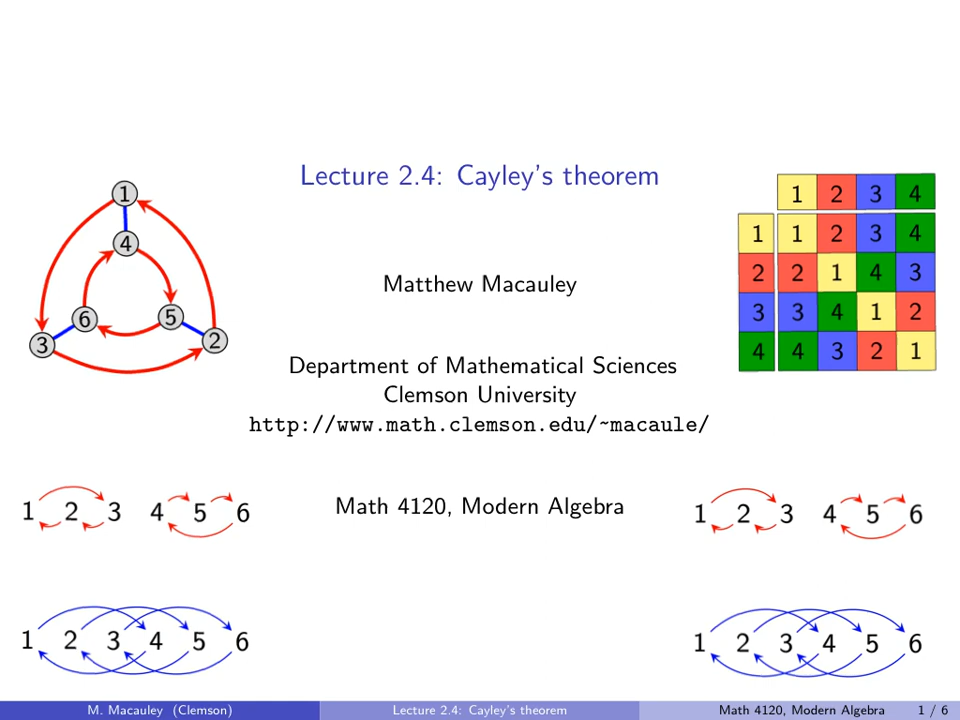 Lecture 2.4: Cayley's theorem
1
4
6
5
3
2
1 2 3 4
1 1 2 3 4
2 2 1 4 3
3 3 4 1 2
4 4 3 2 1
Matthew Macauley
Department of Mathematical Sciences
Clemson University
http://www.math.clemson.edu/~macaule/
1 2 3 4 5 6
Math 4120, Modern Algebra
1 2 3 4 5 6
1 2 3 4 5 6
1 2 3 4 5 6
M. Macauley (Clemson)
Lecture 2.4: Cayley's theorem
Math 4120, Modern Algebra
1 / 6